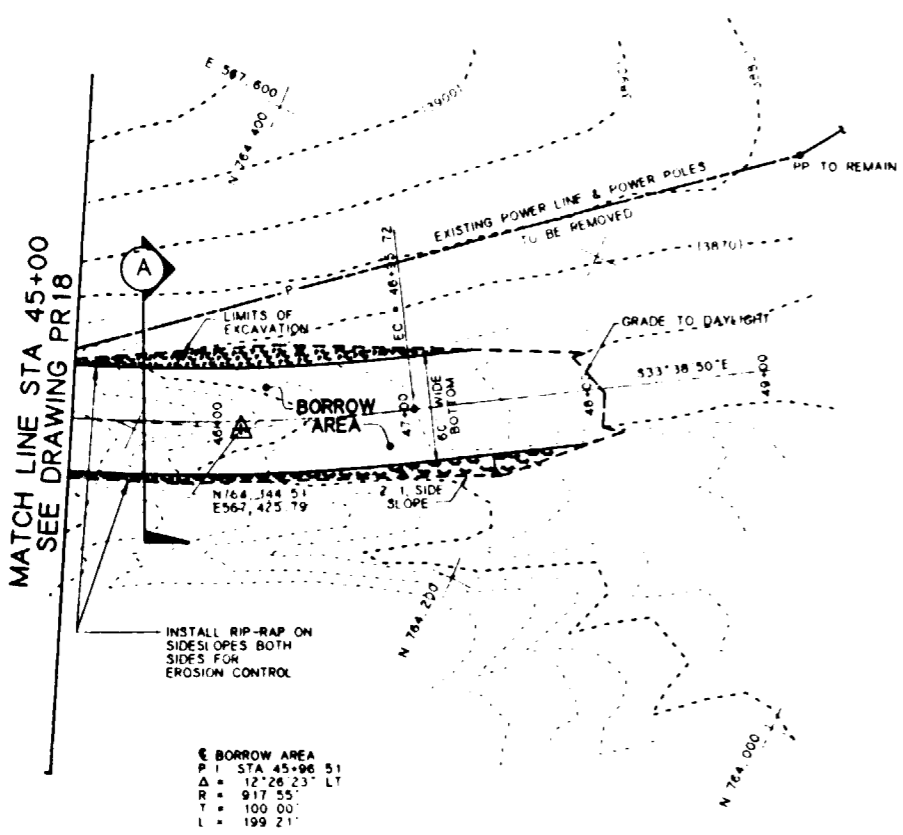 E 567,600
N 764,400
(3900)
(3890)
PP TO REMAIN
EXISTING POWER LINE & POWER POLES
TO BE REMOVED
(3870)
MATCH LINE STA 45+00
SEE DRAWING PR18
A
P
LIMITS OF
EXCAVATION
GRADE TO DAYLIGHT
S33°38'50"E
BORROW
AREA
46+00
47+00
49+00
WIDE
BOTTOM
N764,144.51
E567,425.79
2:1 SIDE
SLOPE
N 764,200
INSTALL RIP-RAP ON
SIDESLOPES BOTH
SIDES FOR
EROSION CONTROL
N 764,000
℄ BORROW AREA
P.I. STA 45+96.51
Δ = 12°26'23" LT
R = 917.55'
T = 100.00'
L = 199.21'